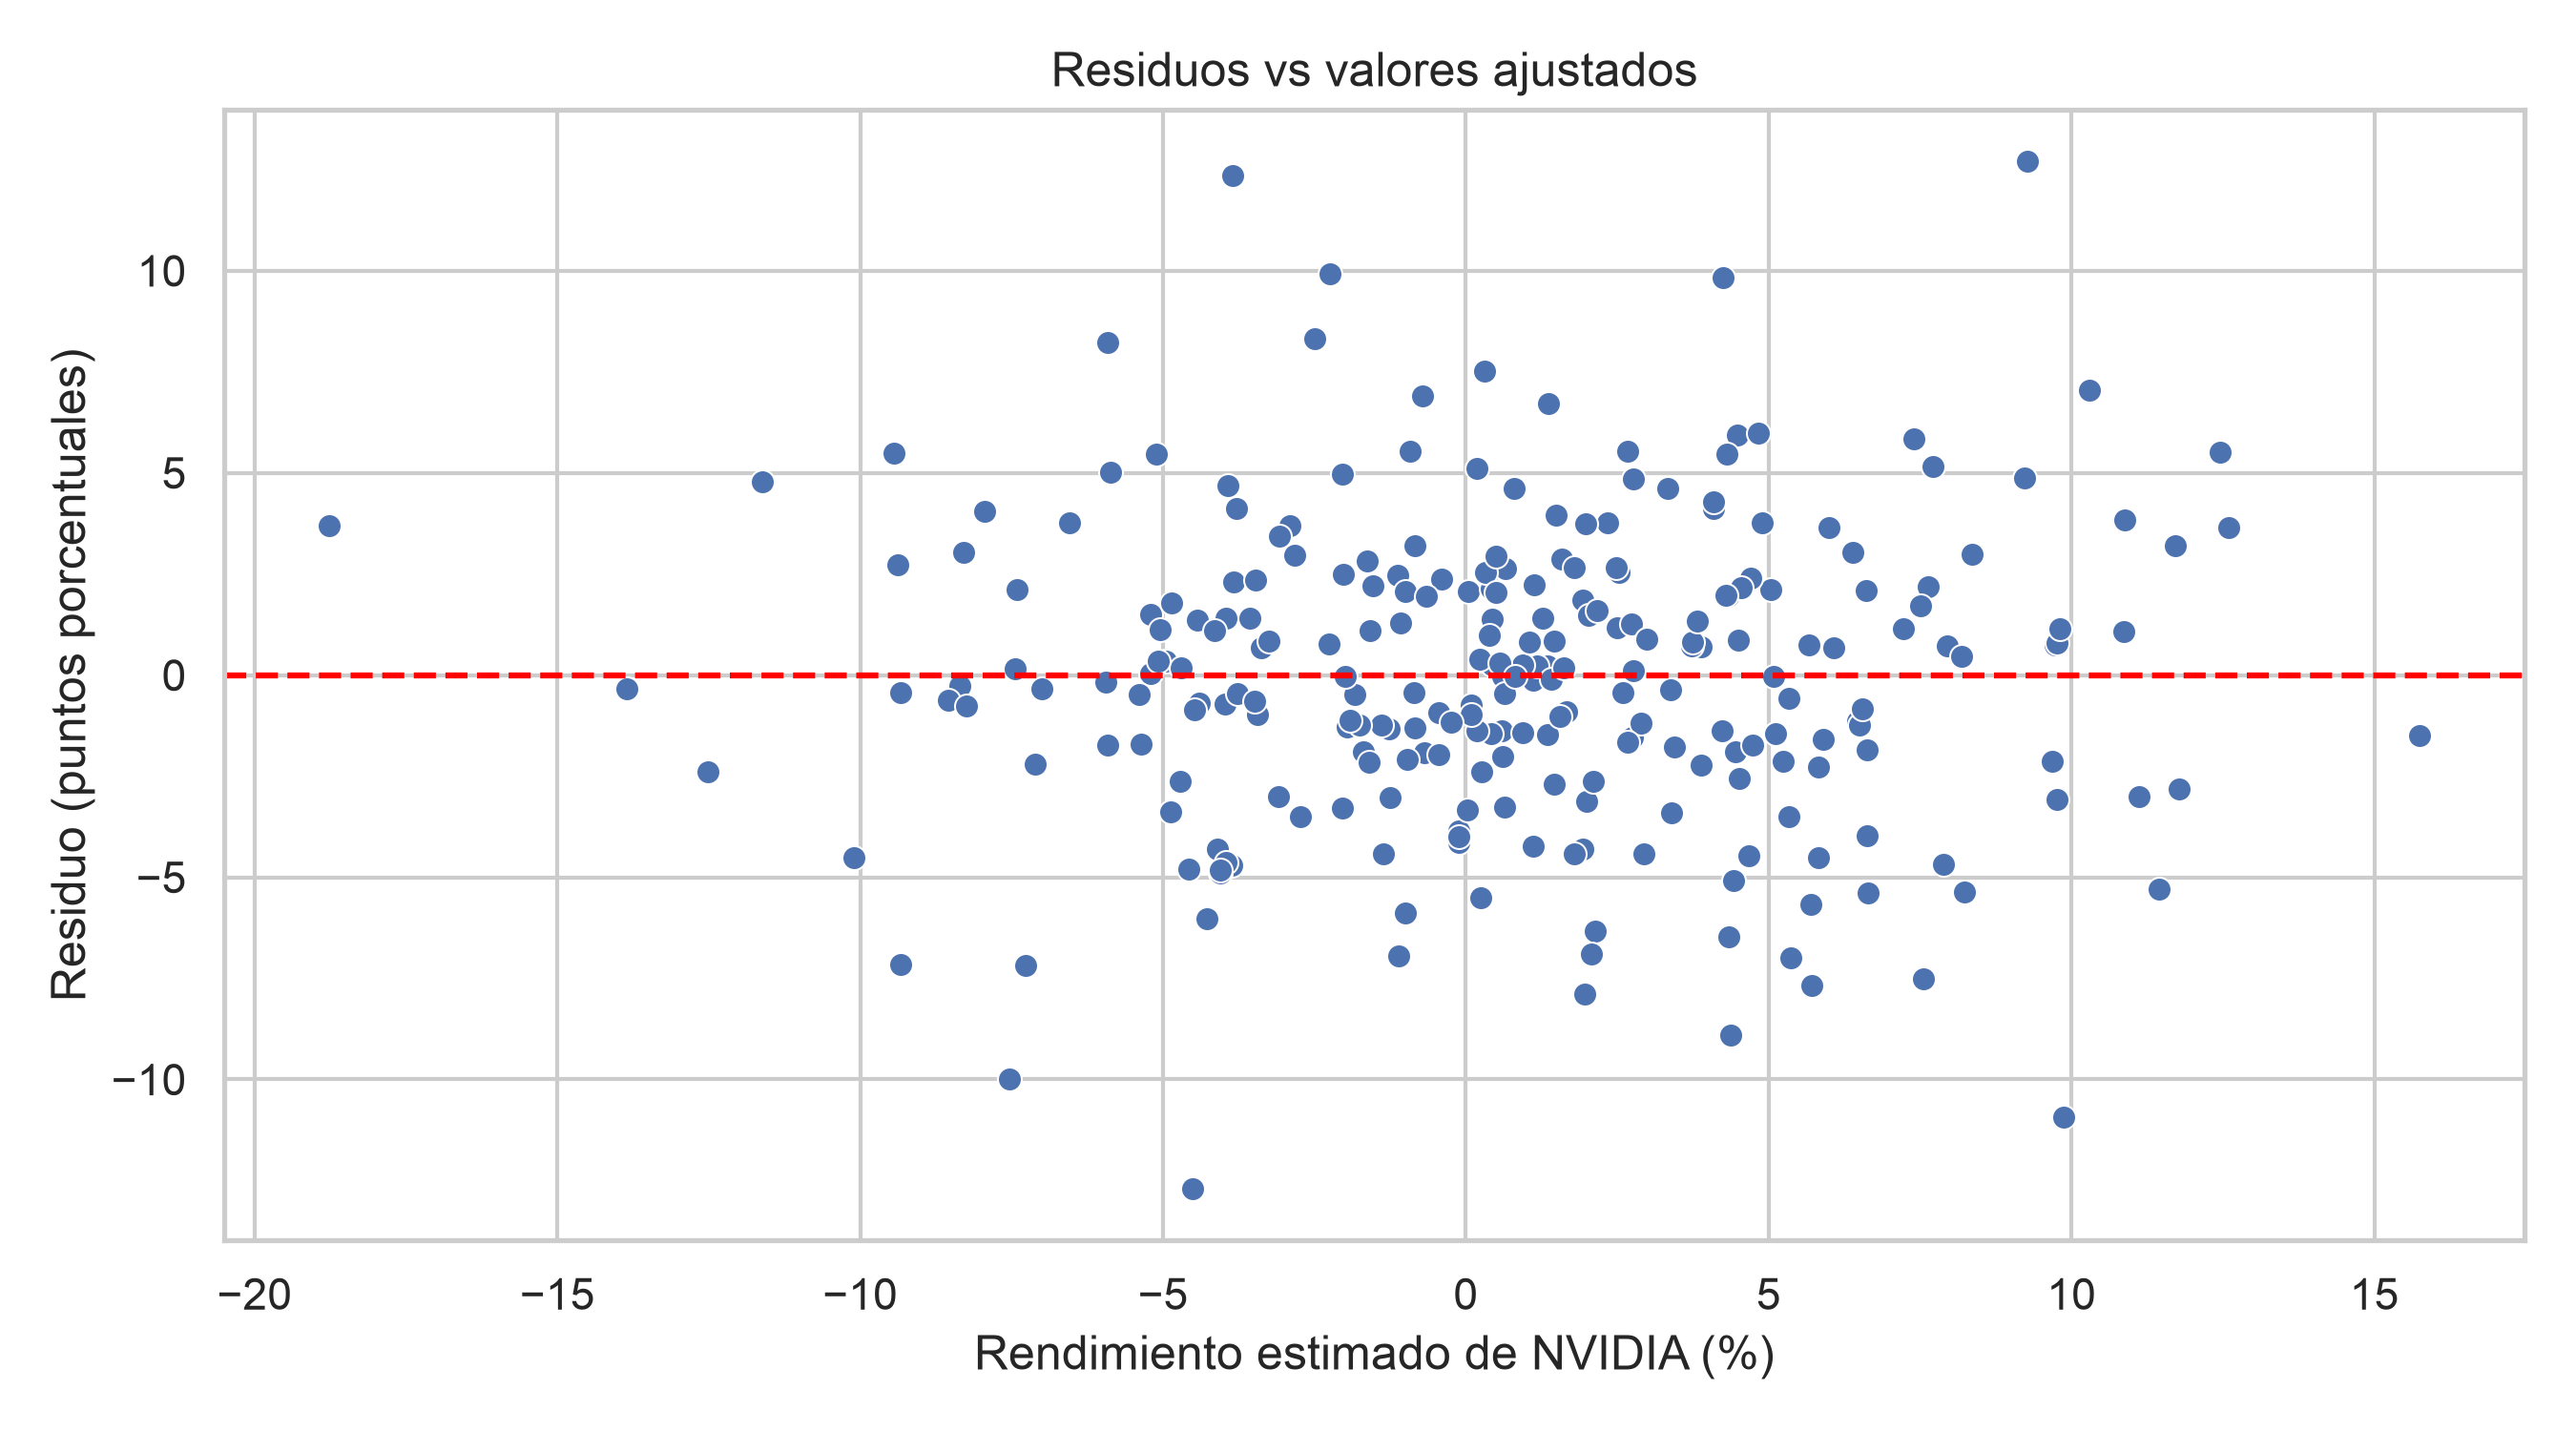 Residuos vs valores ajustados
Residuo (puntos porcentuales)
10
5
0
−5
−10
−20 −15 −10 −5 0 5 10 15
Rendimiento estimado de NVIDIA (%)